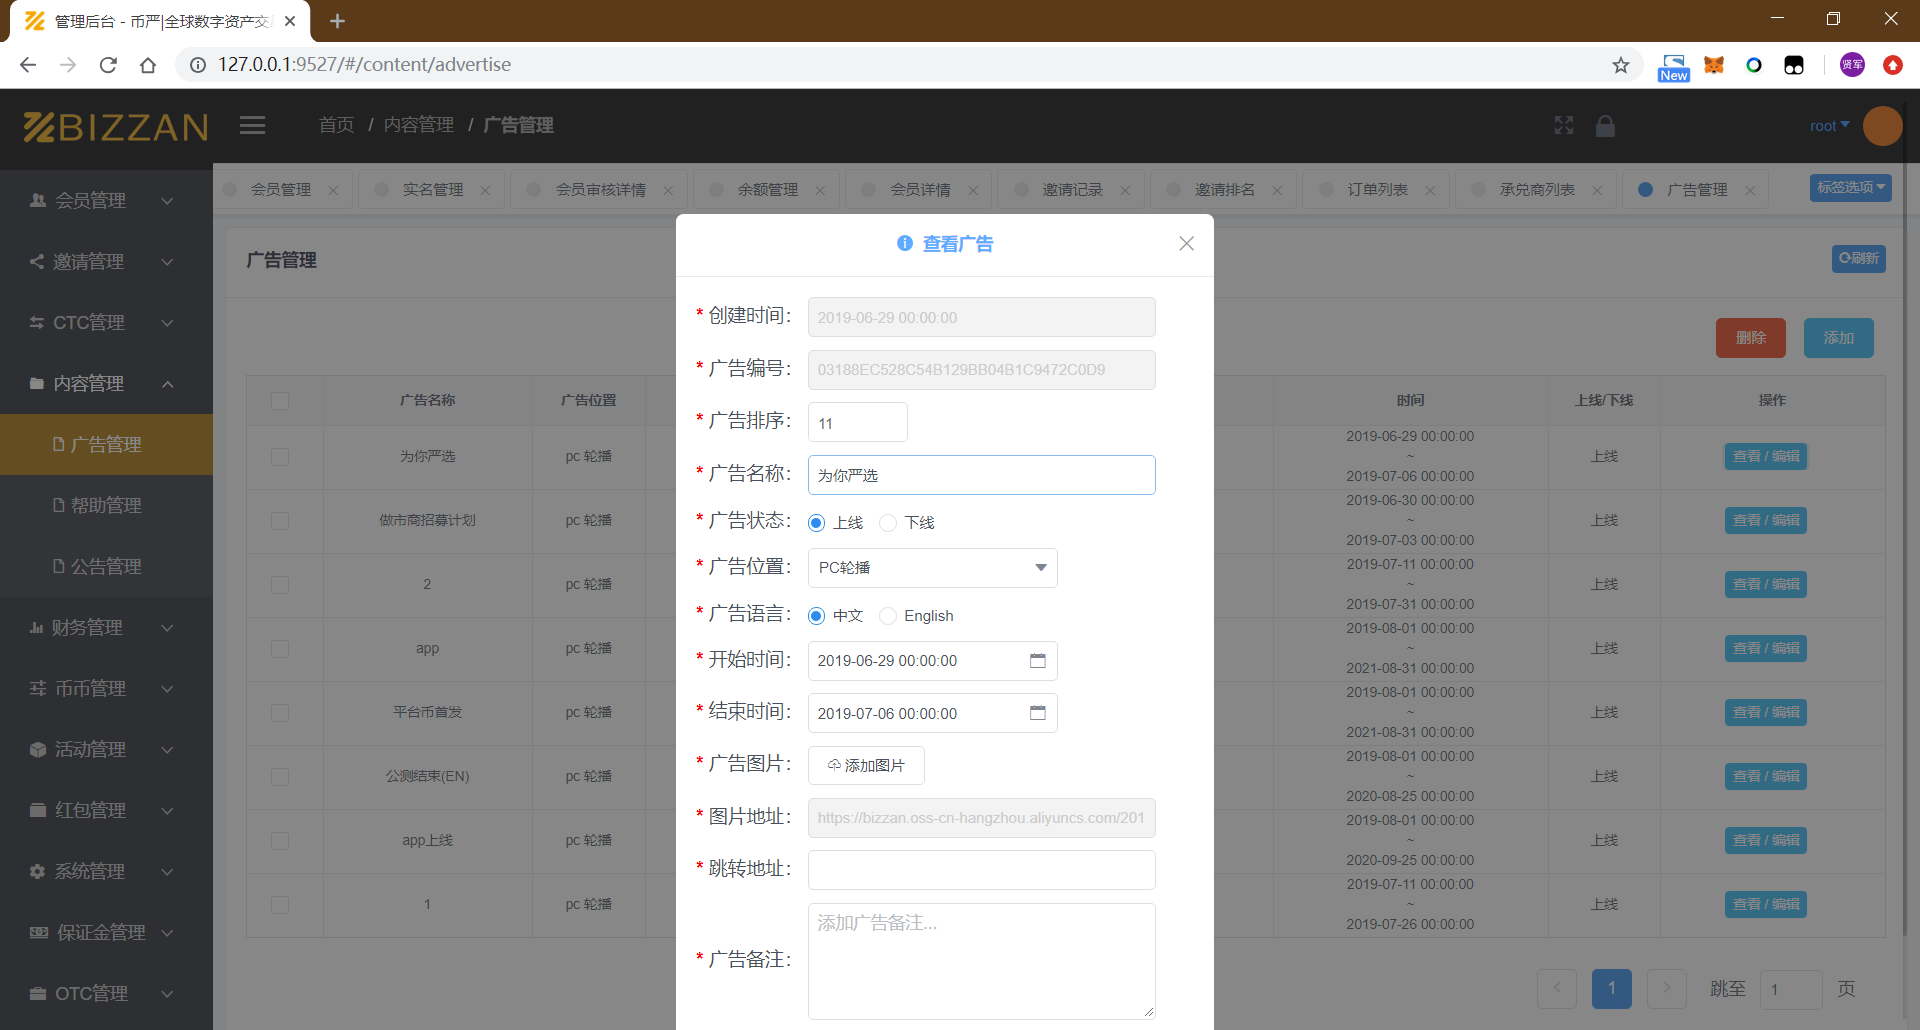 管理后台 - 币严|全球数字资产交
127.0.0.1:9527/#/content/advertise
New
贤军
BIZZAN
首页 / 内容管理 / 广告管理
root
会员管理
实名管理
会员审核详情
余额管理
会员详情
邀请记录
邀请排名
订单列表
承兑商列表
广告管理
标签选项
会员管理
邀请管理
CTC管理
内容管理
广告管理
帮助管理
公告管理
财务管理
币币管理
活动管理
红包管理
系统管理
保证金管理
OTC管理
广告管理
刷新
删除
添加
广告名称 广告位置 时间 上线/下线 操作
为你严选 pc 轮播 2019-06-29 00:00:00 ~ 2019-07-06 00:00:00 上线 查看 / 编辑
做市商招募计划 pc 轮播 2019-06-30 00:00:00 ~ 2019-07-03 00:00:00 上线 查看 / 编辑
2 pc 轮播 2019-07-11 00:00:00 ~ 2019-07-31 00:00:00 上线 查看 / 编辑
app pc 轮播 2019-08-01 00:00:00 ~ 2021-08-31 00:00:00 上线 查看 / 编辑
平台币首发 pc 轮播 2019-08-01 00:00:00 ~ 2021-08-31 00:00:00 上线 查看 / 编辑
公测结束(EN) pc 轮播 2019-08-01 00:00:00 ~ 2020-08-25 00:00:00 上线 查看 / 编辑
app上线 pc 轮播 2019-08-01 00:00:00 ~ 2020-09-25 00:00:00 上线 查看 / 编辑
1 pc 轮播 2019-07-11 00:00:00 ~ 2019-07-26 00:00:00 上线 查看 / 编辑
1 跳至 1 页
查看广告
* 创建时间： 2019-06-29 00:00:00
* 广告编号： 03188EC528C54B129BB04B1C9472C0D9
* 广告排序： 11
* 广告名称： 为你严选
* 广告状态： 上线 下线
* 广告位置： PC轮播
* 广告语言： 中文 English
* 开始时间： 2019-06-29 00:00:00
* 结束时间： 2019-07-06 00:00:00
* 广告图片： 添加图片
* 图片地址： https://bizzan.oss-cn-hangzhou.aliyuncs.com/201
* 跳转地址：
* 广告备注： 添加广告备注...